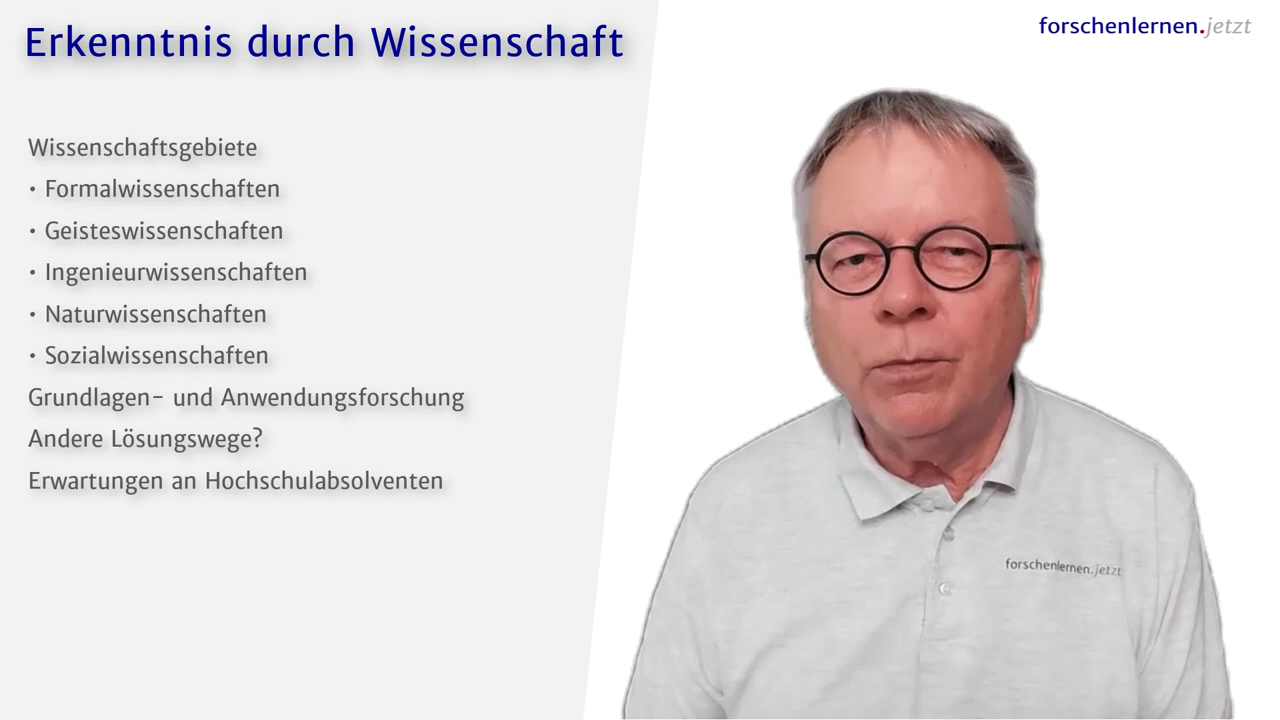 Erkenntnis durch Wissenschaft
forschenlernen.jetzt
Wissenschaftsgebiete
• Formalwissenschaften
• Geisteswissenschaften
• Ingenieurwissenschaften
• Naturwissenschaften
• Sozialwissenschaften
Grundlagen- und Anwendungsforschung
Andere Lösungswege?
Erwartungen an Hochschulabsolventen
forschenlernen.jetzt